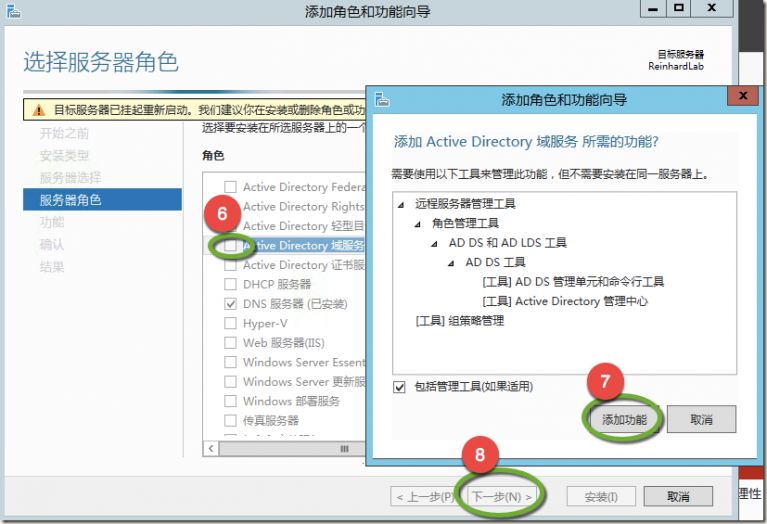 添加角色和功能向导
选择服务器角色
目标服务器
ReinhardLab
目标服务器已挂起重新启动。我们建议你在安装或删除角色或功
开始之前
安装类型
服务器选择
服务器角色
功能
确认
结果
选择要安装在所选服务器上的一个
角色
Active Directory Federa
Active Directory Rights
Active Directory 轻型目
Active Directory 域服务
Active Directory 证书服
DHCP 服务器
DNS 服务器 (已安装)
Hyper-V
Web 服务器(IIS)
Windows Server Essent
Windows Server 更新服
Windows 部署服务
传真服务器
6
添加角色和功能向导
添加 Active Directory 域服务 所需的功能?
需要使用以下工具来管理此功能，但不需要安装在同一服务器上。
远程服务器管理工具
角色管理工具
AD DS 和 AD LDS 工具
AD DS 工具
[工具] AD DS 管理单元和命令行工具
[工具] Active Directory 管理中心
[工具] 组策略管理
包括管理工具(如果适用)
7
添加功能
取消
8
< 上一步(P)
下一步(N) >
安装(I)
取消
理性